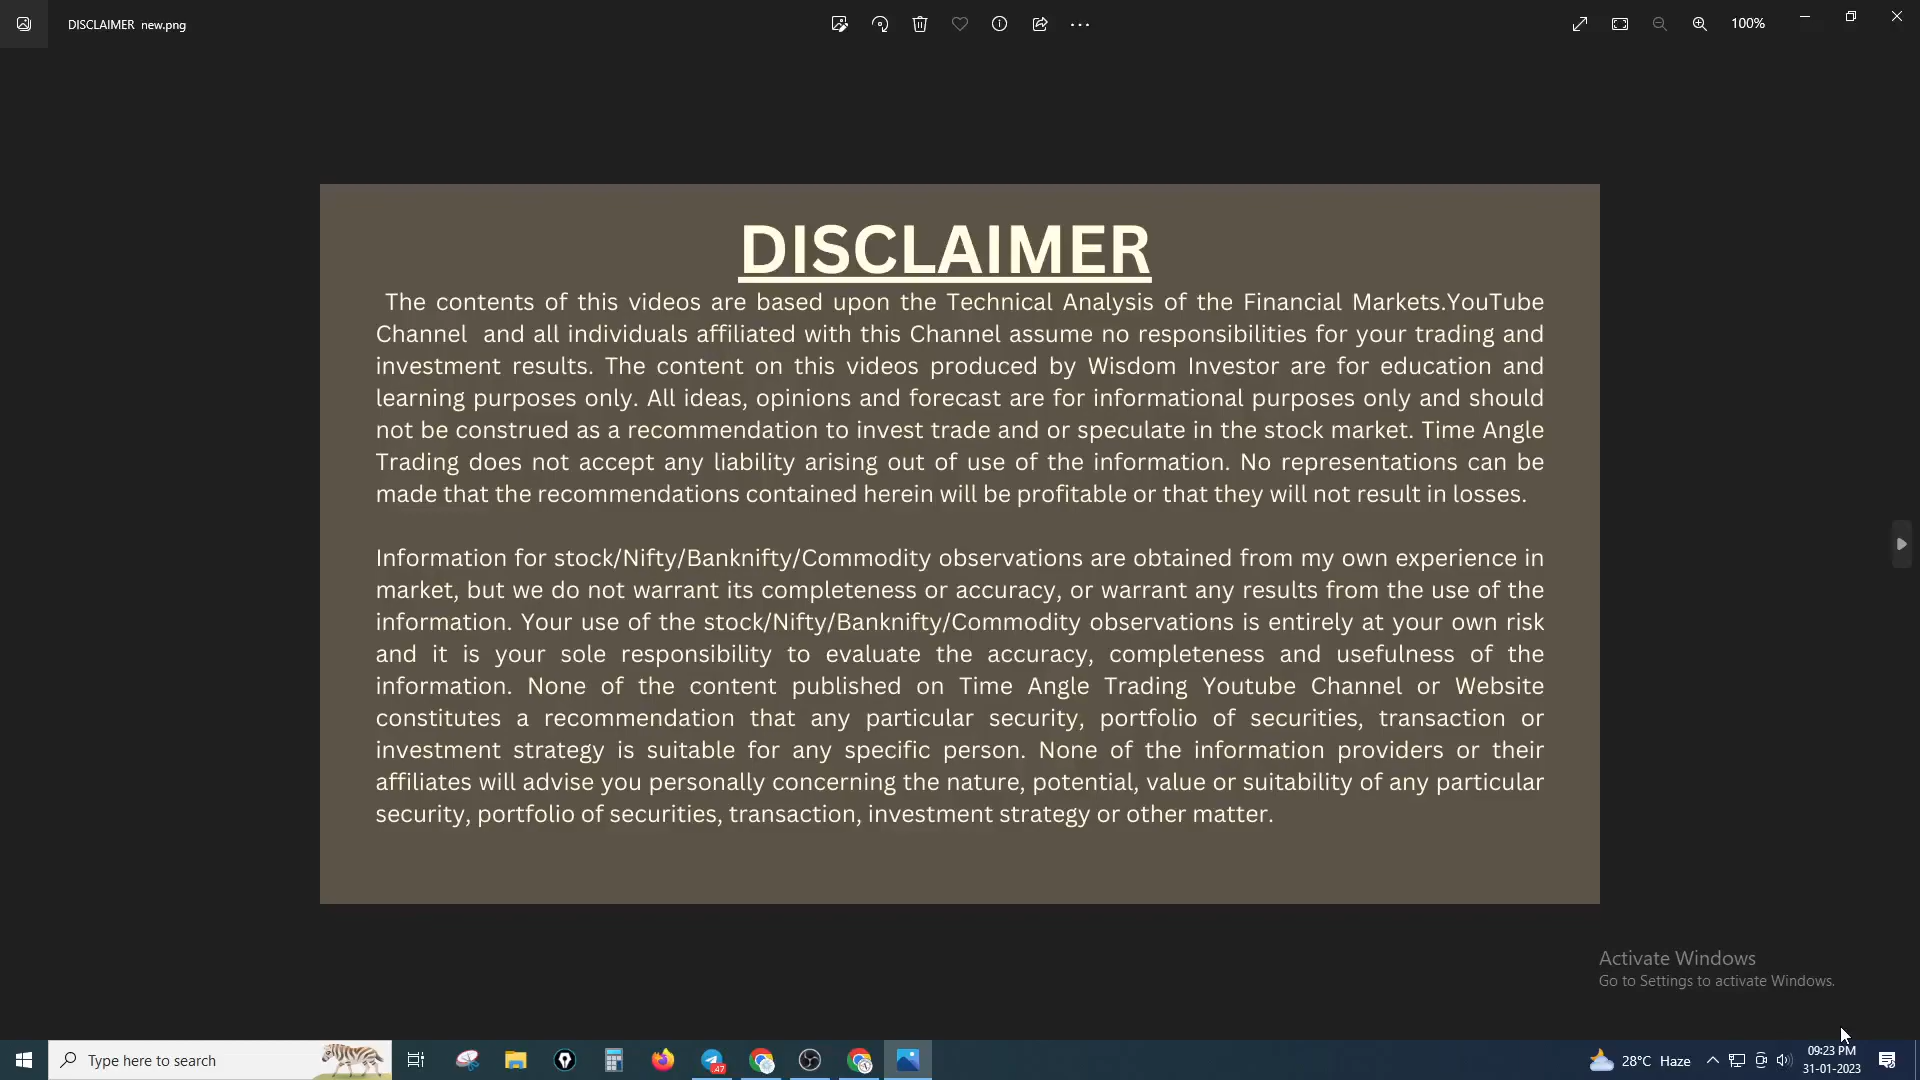 DISCLAIMER new.png
100%
DISCLAIMER
The contents of this videos are based upon the Technical Analysis of the Financial Markets.YouTube
Channel and all individuals affiliated with this Channel assume no responsibilities for your trading and
investment results. The content on this videos produced by Wisdom Investor are for education and
learning purposes only. All ideas, opinions and forecast are for informational purposes only and should
not be construed as a recommendation to invest trade and or speculate in the stock market. Time Angle
Trading does not accept any liability arising out of use of the information. No representations can be
made that the recommendations contained herein will be profitable or that they will not result in losses.
Information for stock/Nifty/Banknifty/Commodity observations are obtained from my own experience in
market, but we do not warrant its completeness or accuracy, or warrant any results from the use of the
information. Your use of the stock/Nifty/Banknifty/Commodity observations is entirely at your own risk
and it is your sole responsibility to evaluate the accuracy, completeness and usefulness of the
information. None of the content published on Time Angle Trading Youtube Channel or Website
constitutes a recommendation that any particular security, portfolio of securities, transaction or
investment strategy is suitable for any specific person. None of the information providers or their
affiliates will advise you personally concerning the nature, potential, value or suitability of any particular
security, portfolio of securities, transaction, investment strategy or other matter.
Activate Windows
Go to Settings to activate Windows.
Type here to search
47
28°C Haze
09:23 PM
31-01-2023